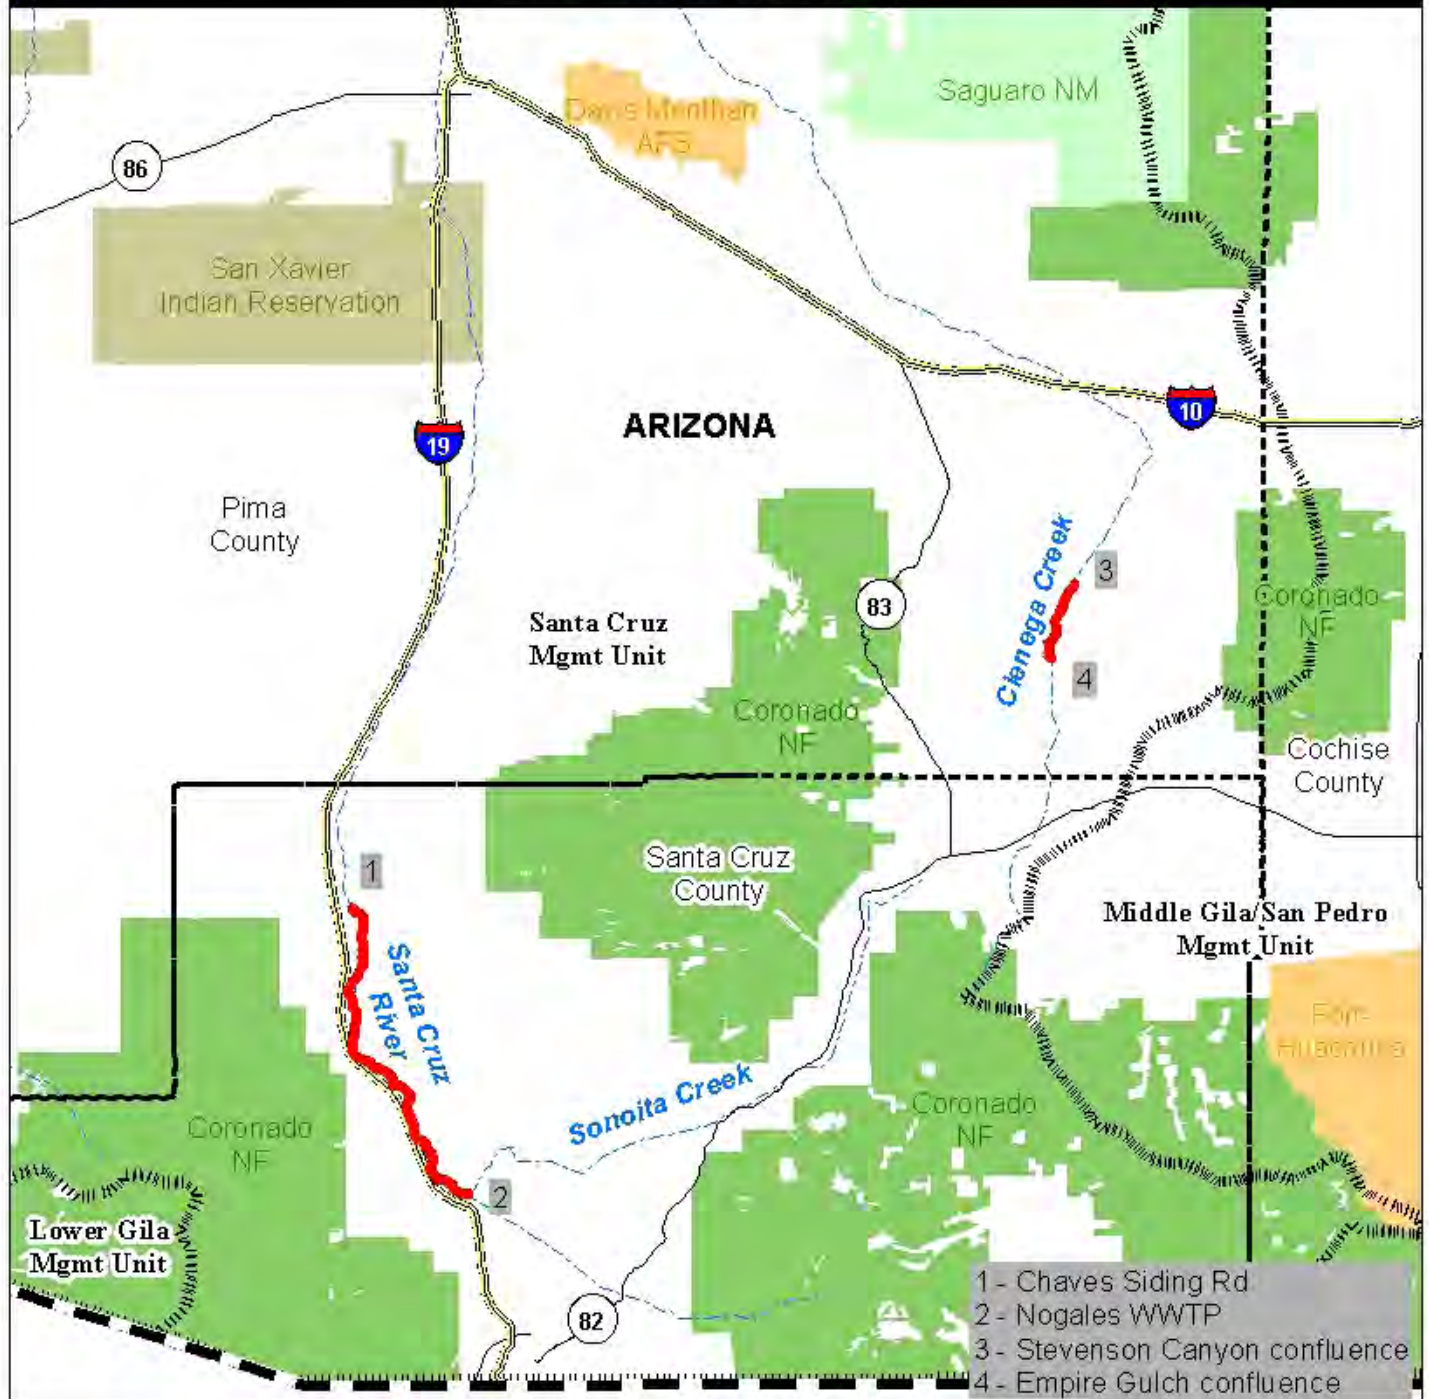 Saguaro NM
Davis Monthan
AFS
86
San Xavier
Indian Reservation
10
ARIZONA
19
Pima
County
Cienega Creek
3
Coronado
NF
83
Santa Cruz
Mgmt Unit
4
Coronado
NF
Cochise
County
1
Santa Cruz
County
Middle Gila/San Pedro
Mgmt Unit
Santa Cruz
River
Fort
Huachuca
Sonoita Creek
Coronado
NF
Coronado
NF
2
Lower Gila
Mgmt Unit
82
1 - Chaves Siding Rd
2 - Nogales WWTP
3 - Stevenson Canyon confluence
4 - Empire Gulch confluence